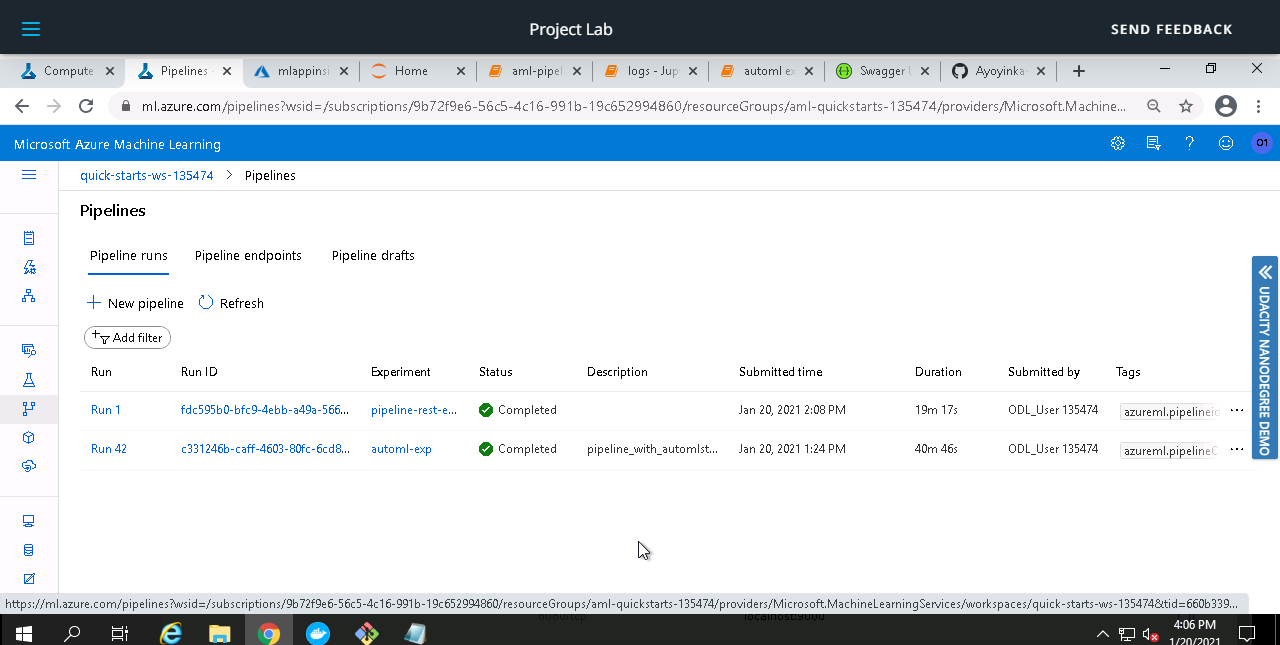 Project Lab
SEND FEEDBACK
Compute
Pipelines -
mlappinsi
Home
aml-pipel
logs - Jup
automl ex
Swagger U
Ayoyinka-
ml.azure.com/pipelines?wsid=/subscriptions/9b72f9e6-56c5-4c16-991b-19c652994860/resourceGroups/aml-quickstarts-135474/providers/Microsoft.Machine...
Microsoft Azure Machine Learning
O1
quick-starts-ws-135474 > Pipelines
Pipelines
Pipeline runs Pipeline endpoints Pipeline drafts
New pipeline Refresh
Add filter
Run Run ID Experiment Status Description Submitted time Duration Submitted by Tags
Run 1 fdc595b0-bfc9-4ebb-a49a-566... pipeline-rest-e... Completed Jan 20, 2021 2:08 PM 19m 17s ODL_User 135474 azureml.pipelineid ...
Run 42 c331246b-caff-4603-80fc-6cd8... automl-exp Completed pipeline_with_automlst... Jan 20, 2021 1:24 PM 40m 46s ODL_User 135474 azureml.pipelineC ...
UDACITY NANODEGREE DEMO
https://ml.azure.com/pipelines?wsid=/subscriptions/9b72f9e6-56c5-4c16-991b-19c652994860/resourceGroups/aml-quickstarts-135474/providers/Microsoft.MachineLearningServices/workspaces/quick-starts-ws-135474&tid=660b339...
localhost:9000
4:06 PM
1/20/2021